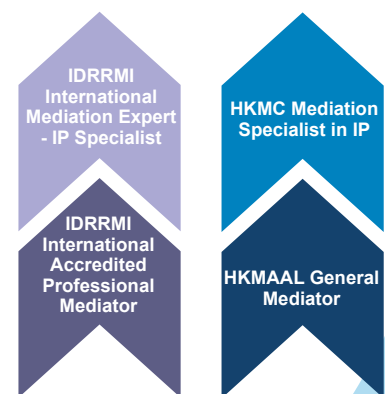 IDRRMI
International
Mediation Expert
- IP Specialist
HKMC Mediation
Specialist in IP
IDRRMI
International
Accredited
Professional
Mediator
HKMAAL General
Mediator